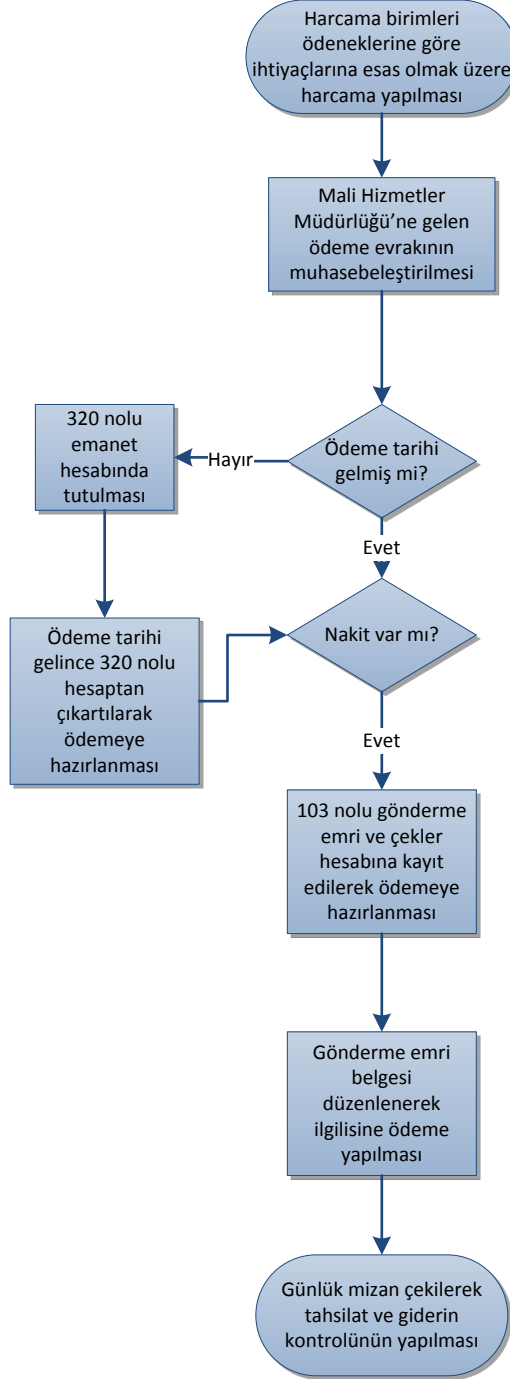 Harcama birimleri
ödeneklerine göre
ihtiyaçlarına esas olmak üzere
harcama yapılması
Mali Hizmetler
Müdürlüğü’ne gelen
ödeme evrakının
muhasebeleştirilmesi
Ödeme tarihi
gelmiş mi?
Hayır
320 nolu
emanet
hesabında
tutulması
Evet
Ödeme tarihi
gelince 320 nolu
hesaptan
çıkartılarak
ödemeye
hazırlanması
Nakit var mı?
Evet
103 nolu gönderme
emri ve çekler
hesabına kayıt
edilerek ödemeye
hazırlanması
Gönderme emri
belgesi
düzenlenerek
ilgilisine ödeme
yapılması
Günlük mizan çekilerek
tahsilat ve giderin
kontrolünün yapılması